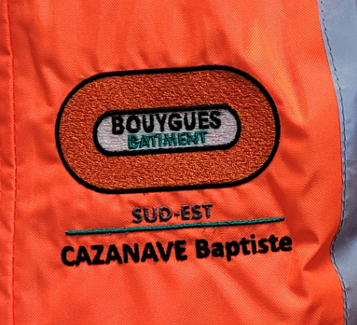 BOUYGUES
BATIMENT
SUD-EST
CAZANAVE Baptiste